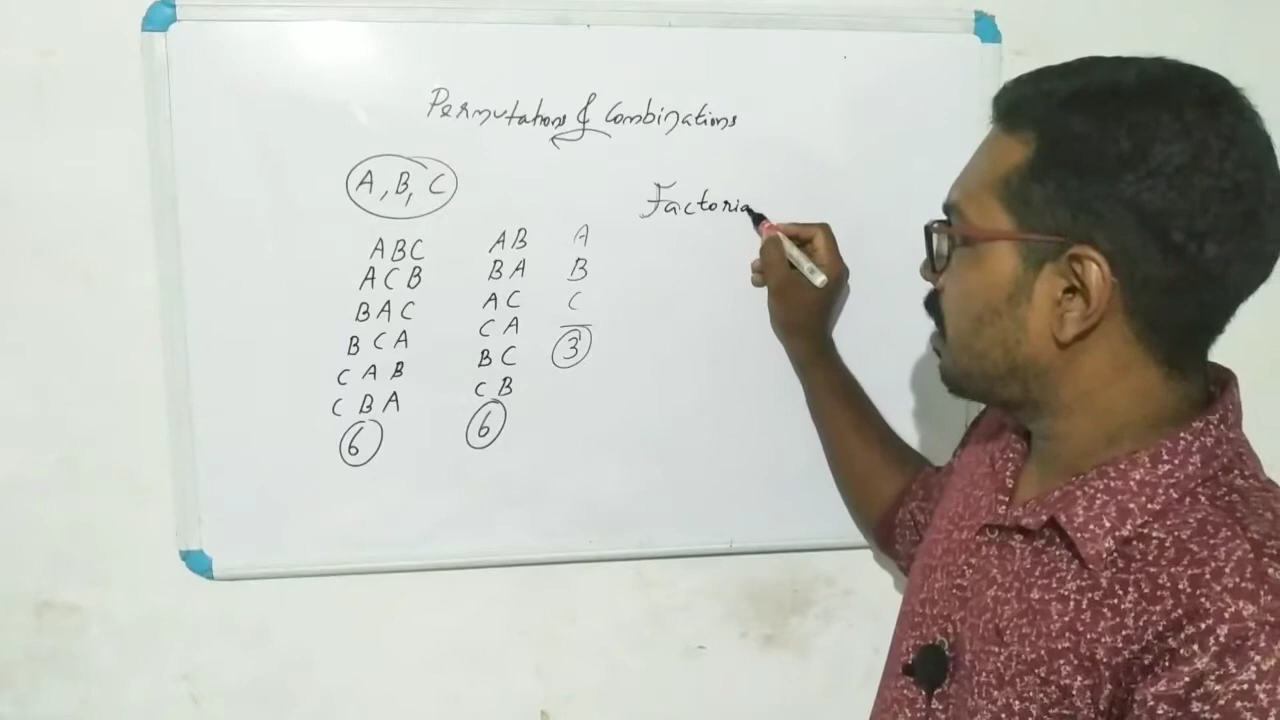 Permutations & Combinations
A, B, C
ABC
ACB
BAC
BCA
CAB
CBA
6
AB
BA
AC
CA
BC
CB
6
A
B
C
3
Factoria